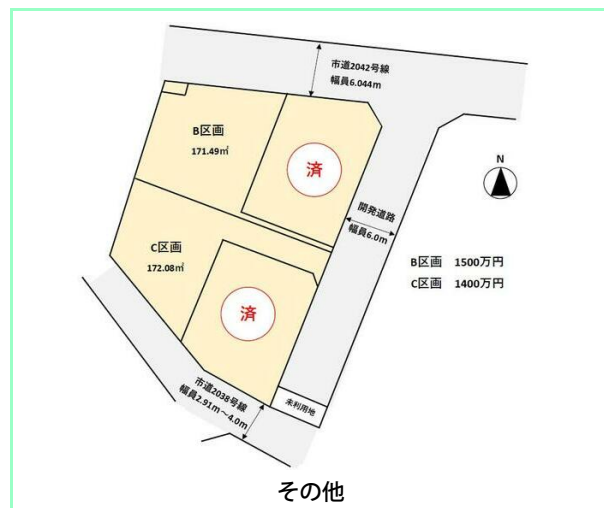 市道2042号線
幅員6.044m
B区画
171.49㎡
済
N
開発道路
幅員6.0m
C区画
172.08㎡
B区画 1500万円
C区画 1400万円
済
市道2038号線
幅員2.91m～4.0m
未利用地
その他